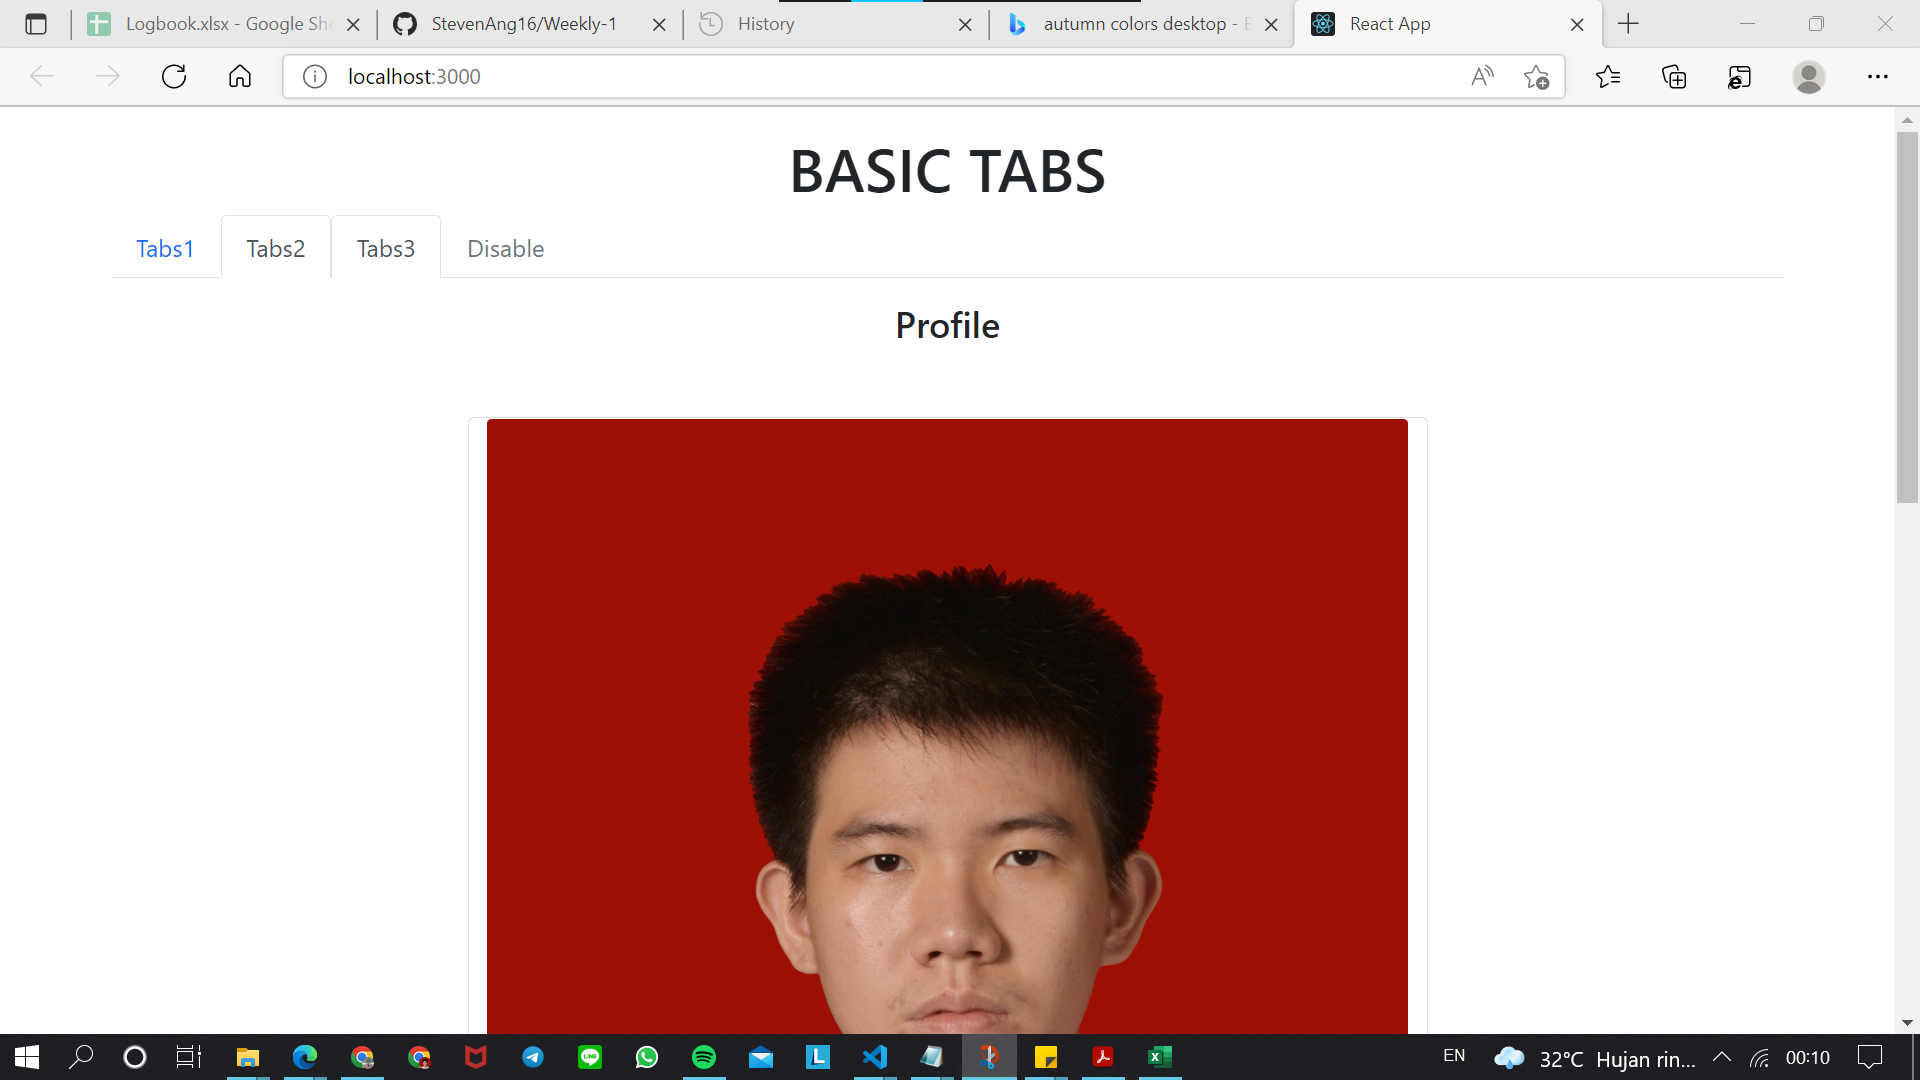 Logbook.xlsx - Google She
StevenAng16/Weekly-1
History
autumn colors desktop - B
React App
localhost:3000
BASIC TABS
Tabs1 Tabs2 Tabs3 Disable
Profile
EN
32°C Hujan rin...
00:10